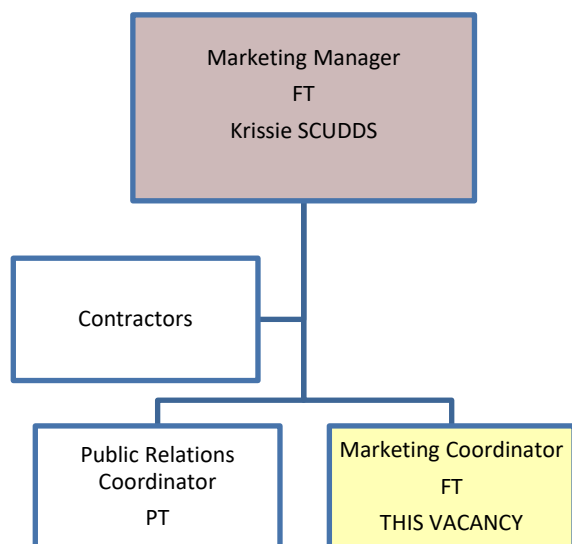 Marketing Manager
FT
Krissie SCUDDS
Contractors
Public Relations
Coordinator
PT
Marketing Coordinator
FT
THIS VACANCY